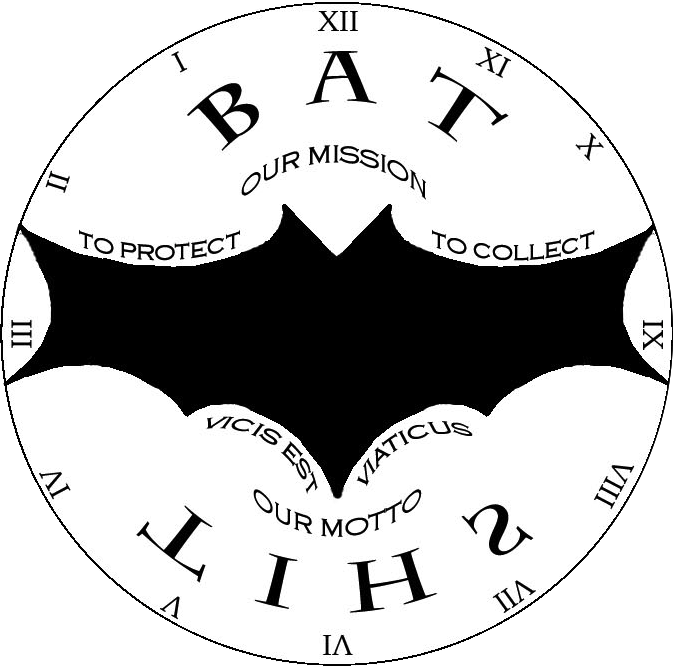 XII
I
XI
BAT
X
OUR MISSION
II
TO PROTECT
TO COLLECT
III
IX
VICIS EST
VIATICUS
IV
VIII
OUR MOTTO
SHIT
V
VII
VI